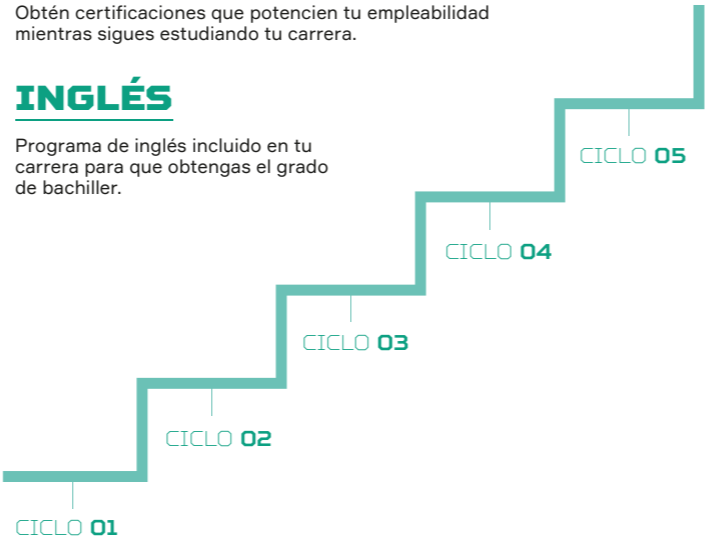 Obtén certificaciones que potencien tu empleabilidad
mientras sigues estudiando tu carrera.
INGLÉS
Programa de inglés incluido en tu
carrera para que obtengas el grado
de bachiller.
CICLO 05
CICLO 04
CICLO 03
CICLO 02
CICLO 01